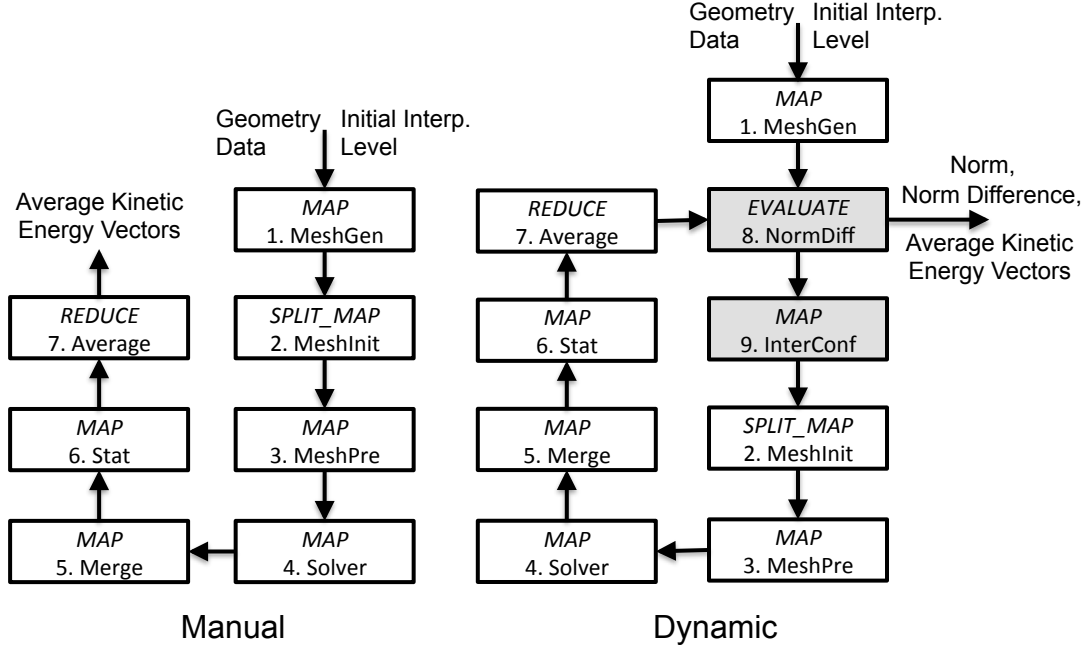 Geometry Data
Initial Interp. Level
MAP
1. MeshGen
SPLIT_MAP
2. MeshInit
MAP
3. MeshPre
MAP
4. Solver
MAP
5. Merge
MAP
6. Stat
REDUCE
7. Average
Average Kinetic
Energy Vectors
Manual
Geometry Data
Initial Interp. Level
MAP
1. MeshGen
EVALUATE
8. NormDiff
Norm,
Norm Difference,
Average Kinetic
Energy Vectors
MAP
9. InterConf
SPLIT_MAP
2. MeshInit
MAP
3. MeshPre
MAP
4. Solver
MAP
5. Merge
MAP
6. Stat
REDUCE
7. Average
Dynamic